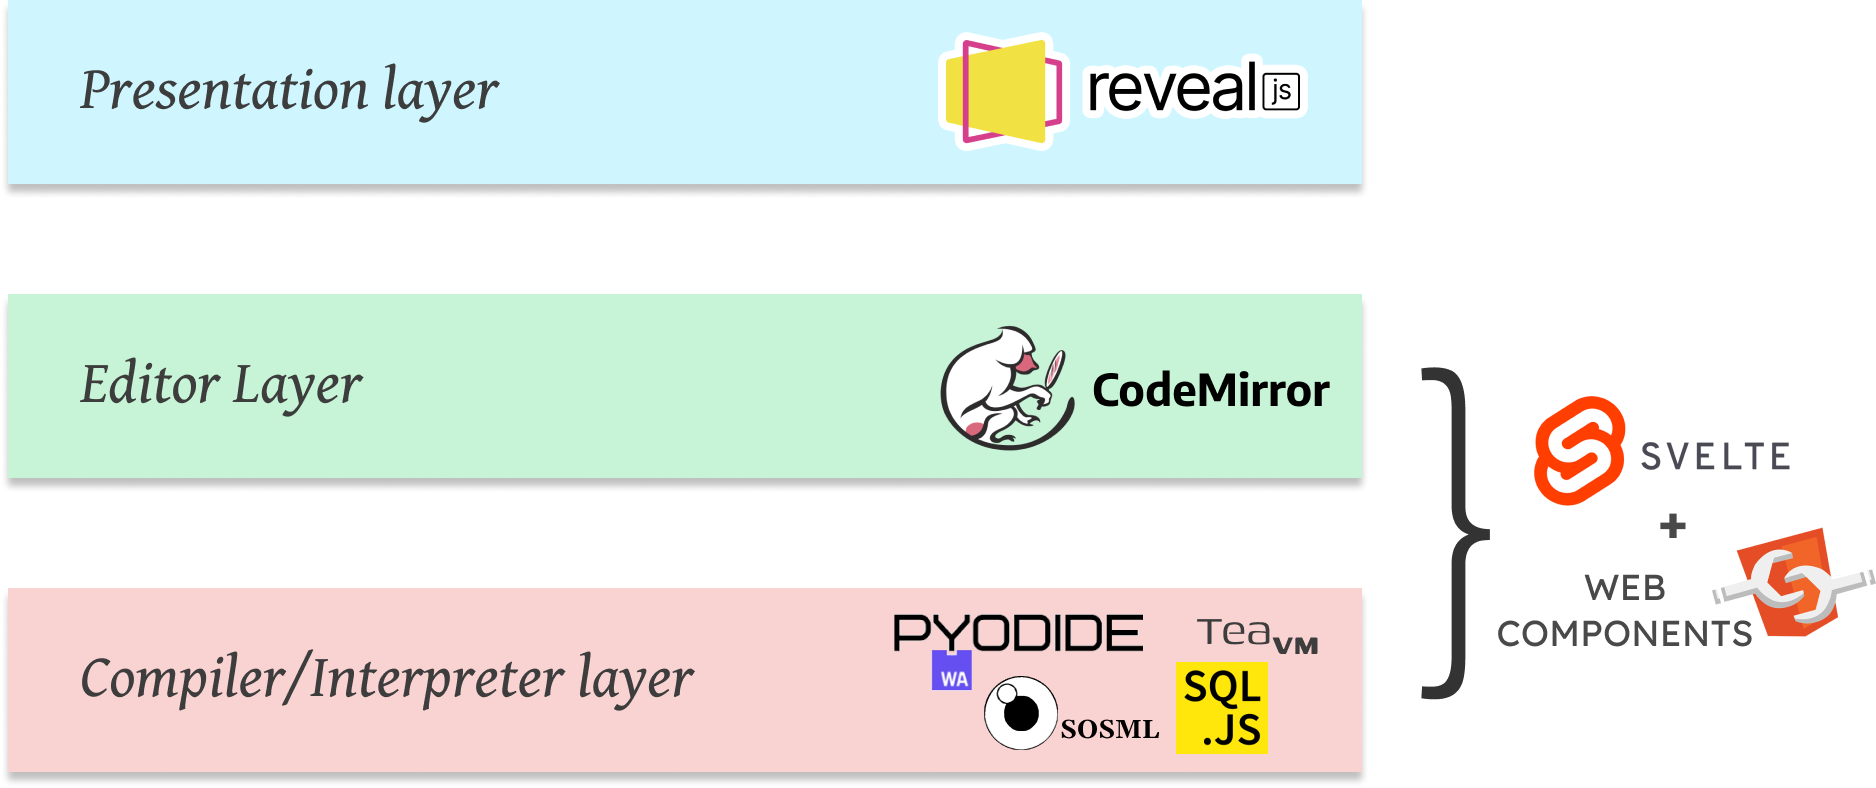 Presentation layer
reveal js
Editor Layer
CodeMirror
SVELTE
+
WEB
COMPONENTS
Compiler/Interpreter layer
PYODIDE
WA
TeaVM
SOSML
SQL
.JS